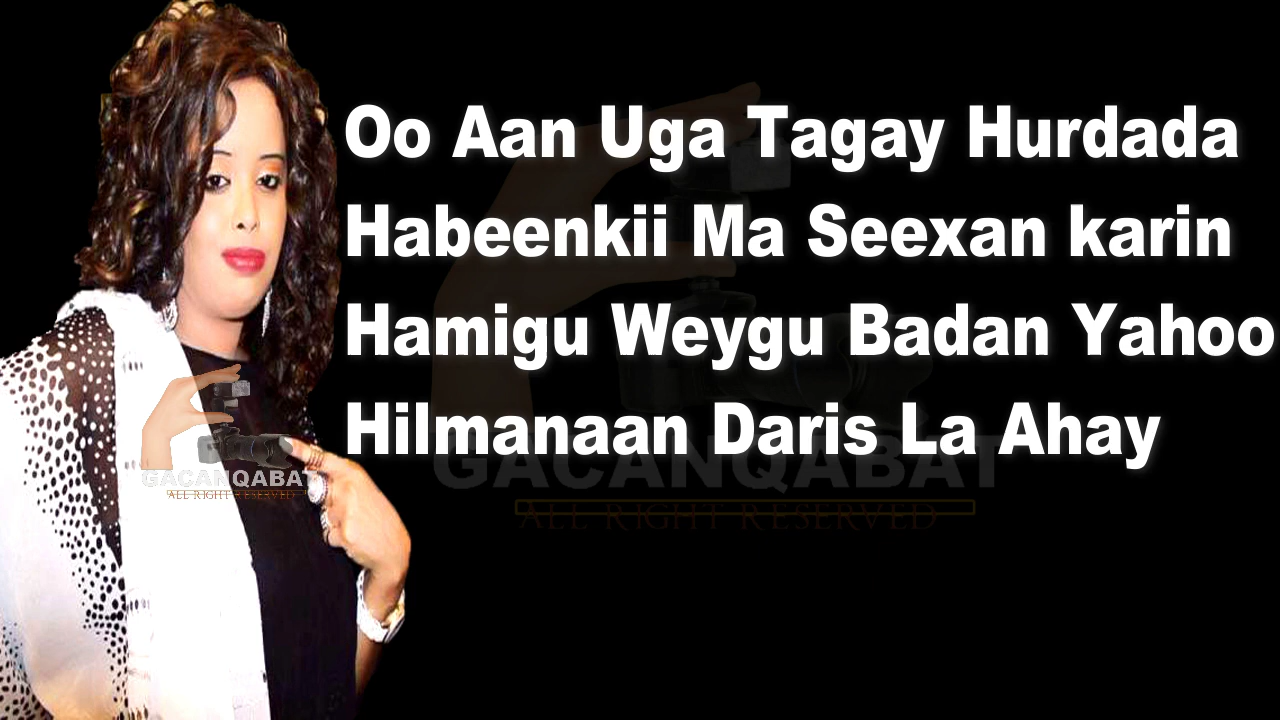 Oo Aan Uga Tagay Hurdada
Habeenkii Ma Seexan karin
Hamigu Weygu Badan Yahoo
Hilmanaan Daris La Ahay
GACANQABAT
ALL RIGHT RESERVED
GACANQABAT
ALL RIGHT RESERVED